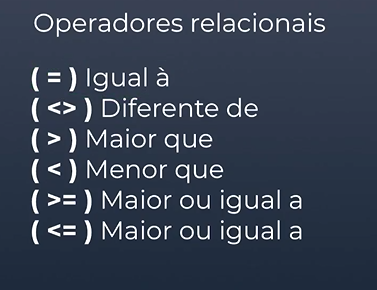 Operadores relacionais
( = ) Igual à
( <> ) Diferente de
( > ) Maior que
( < ) Menor que
( >= ) Maior ou igual a
( <= ) Maior ou igual a